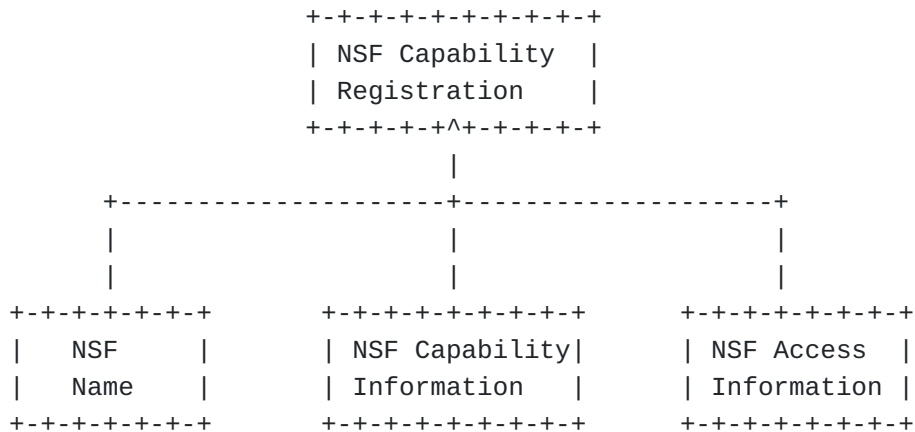 +-+-+-+-+-+-+-+-+-+
| NSF Capability  |
| Registration    |
+-+-+-+-+^+-+-+-+-+
|
+---------------------+--------------------+
|                     |                    |
|                     |                    |
+-+-+-+-+-+-+       +-+-+-+-+-+-+-+-+      +-+-+-+-+-+-+-+
|   NSF     |       | NSF Capability|      | NSF Access  |
|   Name    |       | Information   |      | Information |
+-+-+-+-+-+-+       +-+-+-+-+-+-+-+-+      +-+-+-+-+-+-+-+